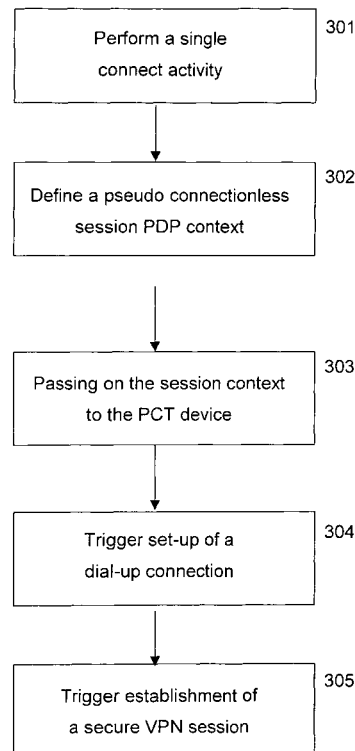 301
Perform a single
connect activity
302
Define a pseudo connectionless
session PDP context
303
Passing on the session context
to the PCT device
304
Trigger set-up of a
dial-up connection
305
Trigger establishment of
a secure VPN session